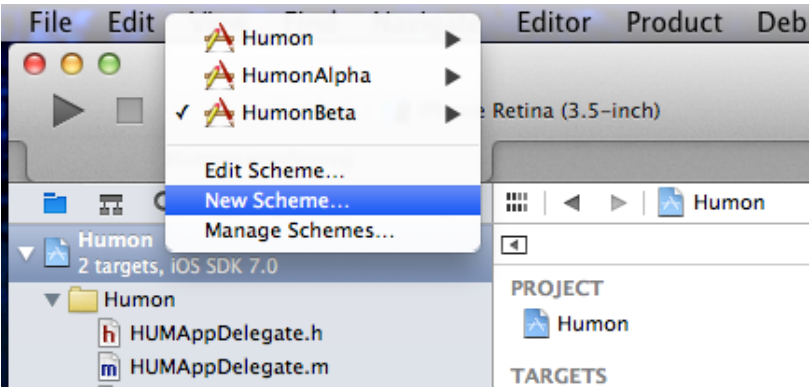 File Edit Editor Product Deb
Humon
HumonAlpha
✓ HumonBeta
Retina (3.5-inch)
Edit Scheme...
New Scheme...
Manage Schemes...
Humon
Humon
2 targets, iOS SDK 7.0
PROJECT
Humon
Humon
h HUMAppDelegate.h
m HUMAppDelegate.m
TARGETS